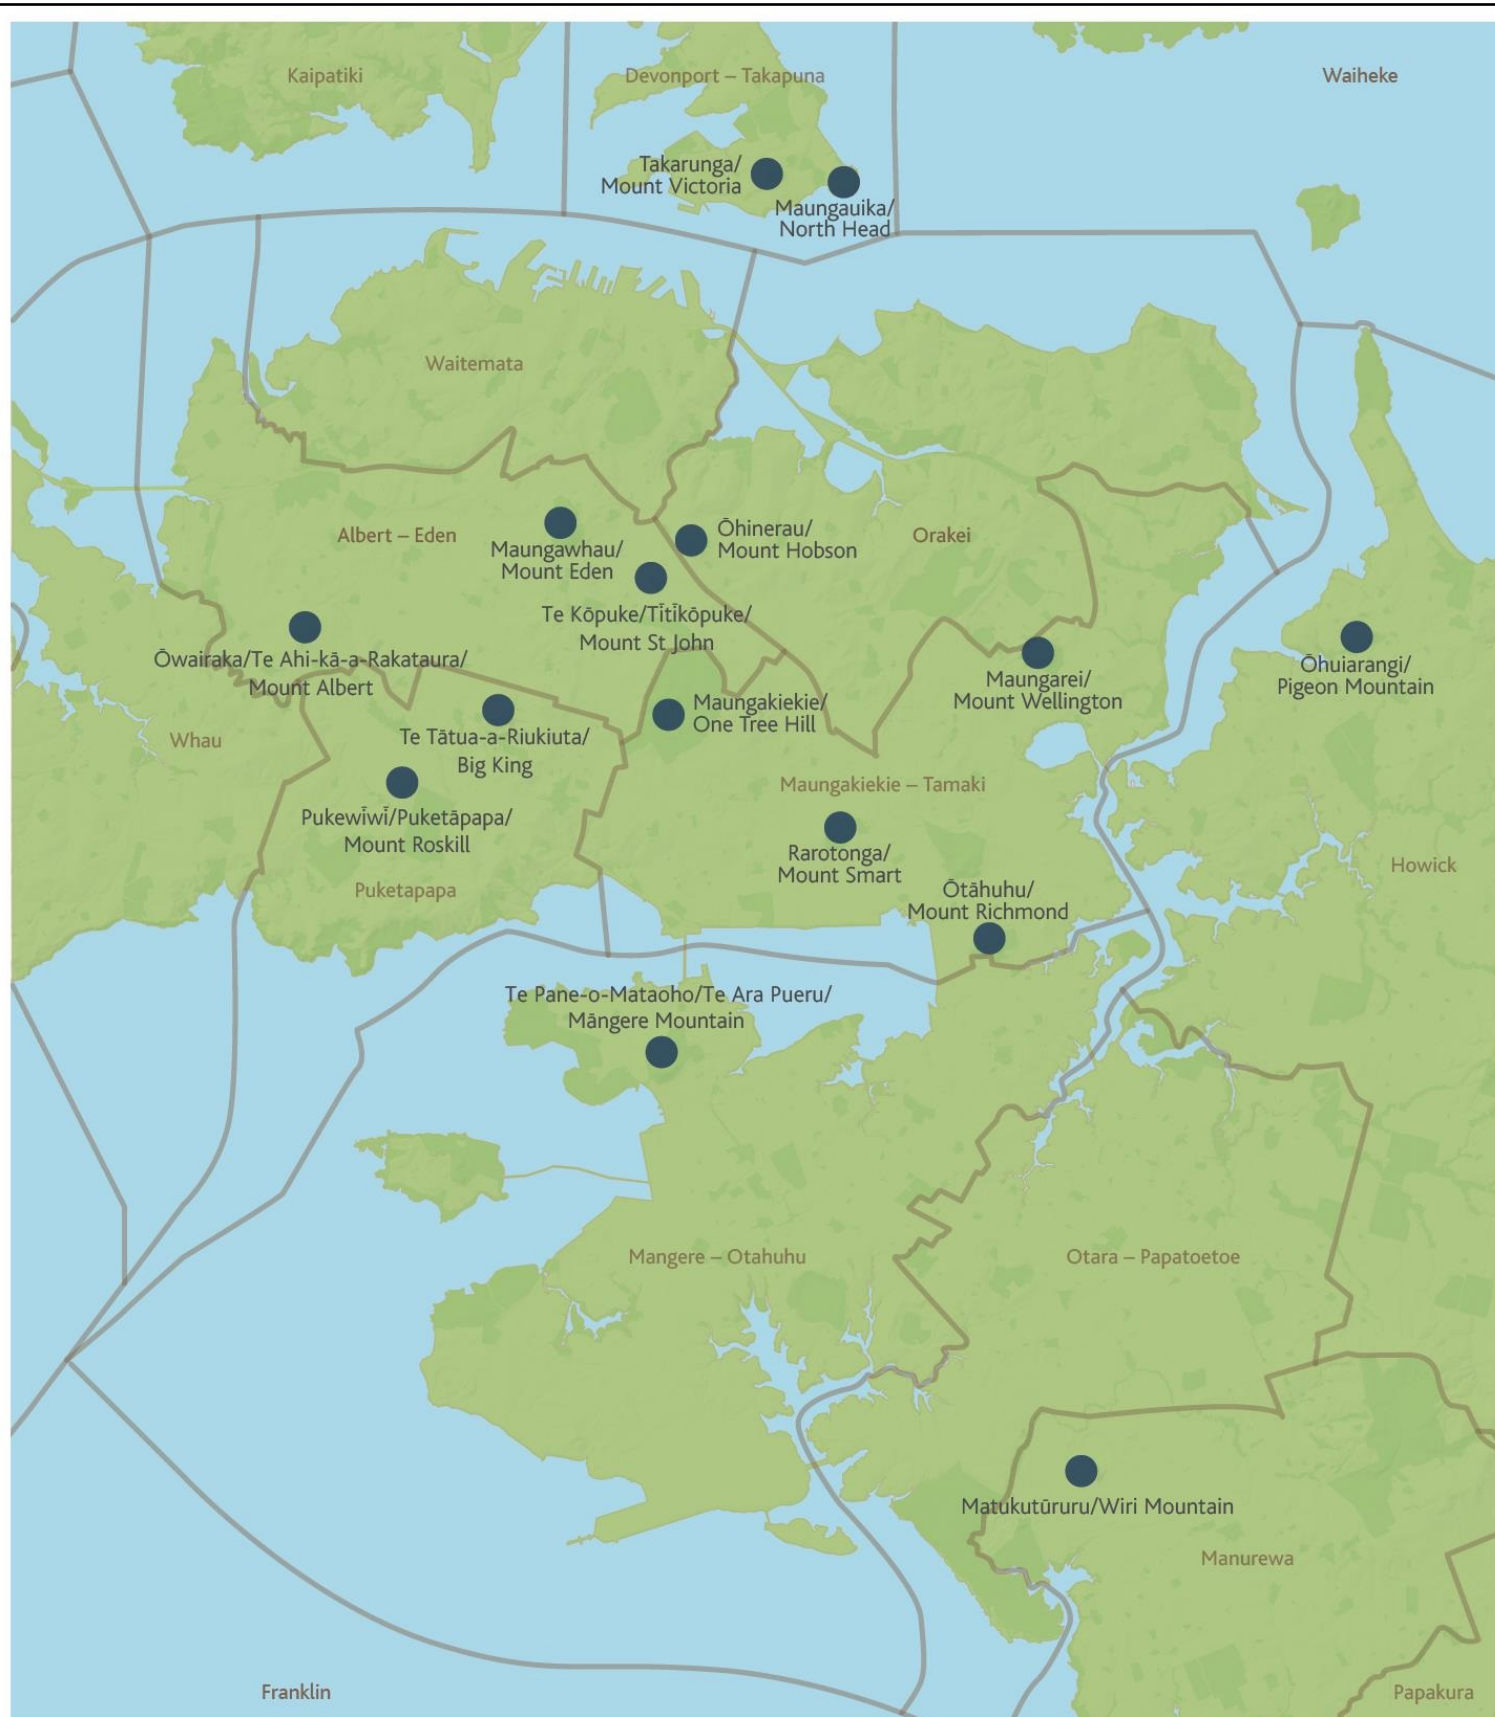 Kaipatiki
Devonport – Takapuna
Waiheke
Takarunga/
Mount Victoria
Maungauika/
North Head
Waitemata
Albert – Eden
Maungawhau/
Mount Eden
Ōhinerau/
Mount Hobson
Orakei
Te Kōpuke/Tītīkōpuke/
Mount St John
Ōwairaka/Te Ahi-kā-a-Rakataura/
Mount Albert
Maungarei/
Mount Wellington
Ōhuiarangi/
Pigeon Mountain
Whau
Te Tātua-a-Riukiuta/
Big King
Maungakiekie/
One Tree Hill
Pukewīwī/Puketāpapa/
Mount Roskill
Puketapapa
Maungakiekie – Tamaki
Rarotonga/
Mount Smart
Ōtāhuhu/
Mount Richmond
Howick
Te Pane-o-Mataoho/Te Ara Pueru/
Māngere Mountain
Mangere – Otahuhu
Otara – Papatoetoe
Matukutūruru/Wiri Mountain
Manurewa
Franklin
Papakura